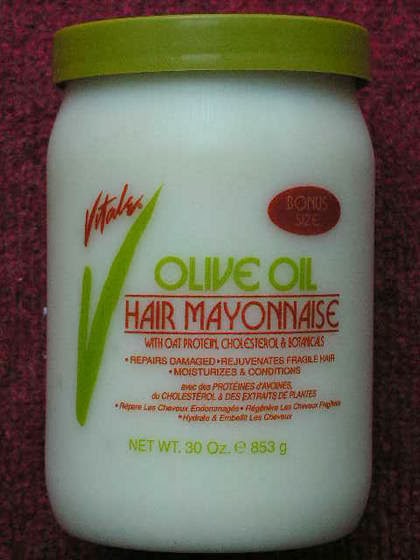 Vitale
BONUS
SIZE
OLIVE OIL
HAIR MAYONNAISE
WITH OAT PROTEIN, CHOLESTEROL & BOTANICALS
• REPAIRS DAMAGED • REJUVENATES FRAGILE HAIR
• MOISTURIZES & CONDITIONS
avec des PROTÉINES d'AVOINES,
du CHOLESTÉROL & DES EXTRAITS DE PLANTES
• Répare Les Cheveux Endommagés • Régénère Les Cheveux Fragiles
• Hydrate & Embellit Les Cheveux
NET WT. 30 Oz. ℮ 853 g